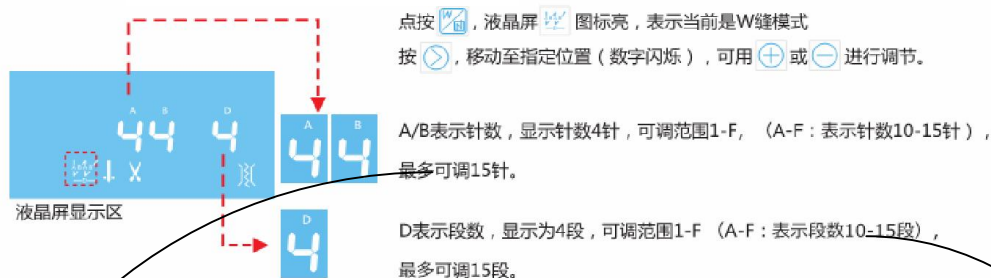 点按 W ，液晶屏 图标亮，表示当前是W缝模式
按 ，移动至指定位置（数字闪烁），可用 + 或 - 进行调节。
A B D
4 4 4
液晶屏显示区
A B
4 4
A/B表示针数，显示针数4针，可调范围1-F, （A-F：表示针数10-15针），
最多可调15针。
D
4
D表示段数，显示为4段，可调范围1-F （A-F：表示段数10-15段），
最多可调15段。